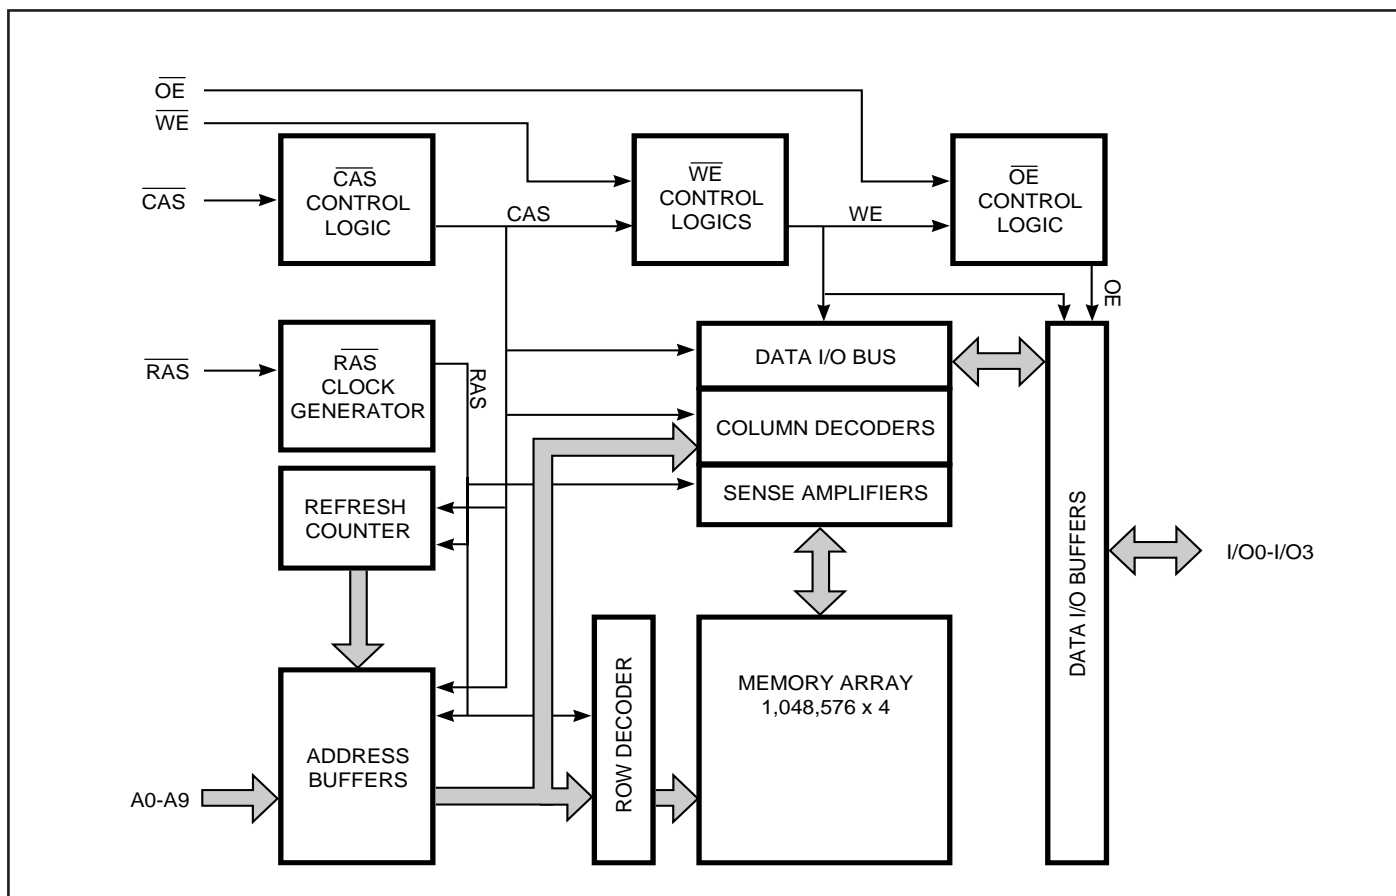 OE
WE
CAS
RAS
A0-A9
CAS
CONTROL
LOGIC
CAS
WE
CONTROL
LOGICS
WE
OE
CONTROL
LOGIC
OE
RAS
CLOCK
GENERATOR
RAS
REFRESH
COUNTER
ADDRESS
BUFFERS
DATA I/O BUS
COLUMN DECODERS
SENSE AMPLIFIERS
ROW DECODER
MEMORY ARRAY
1,048,576 x 4
DATA I/O BUFFERS
I/O0-I/O3